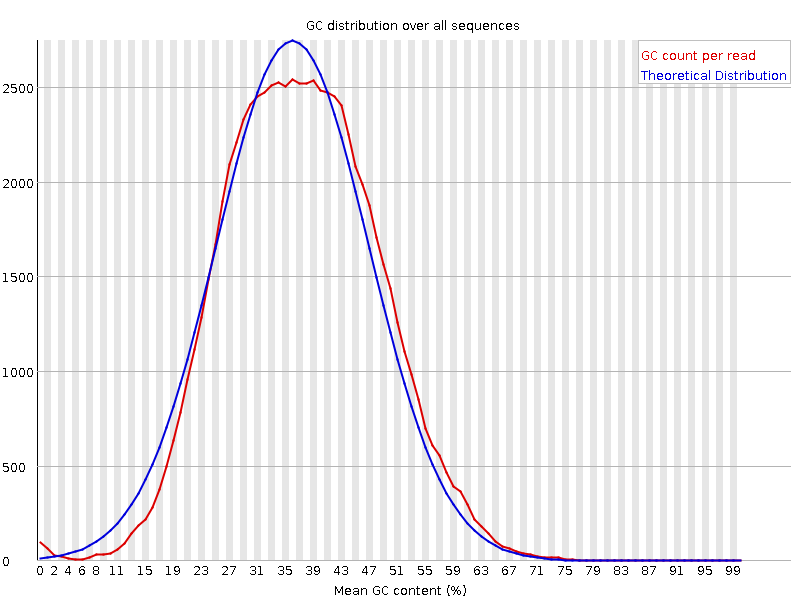 GC distribution over all sequences
GC count per read
Theoretical Distribution
2500
2000
1500
1000
500
0
0 2 4 6 8 11 15 19 23 27 31 35 39 43 47 51 55 59 63 67 71 75 79 83 87 91 95 99
Mean GC content (%)